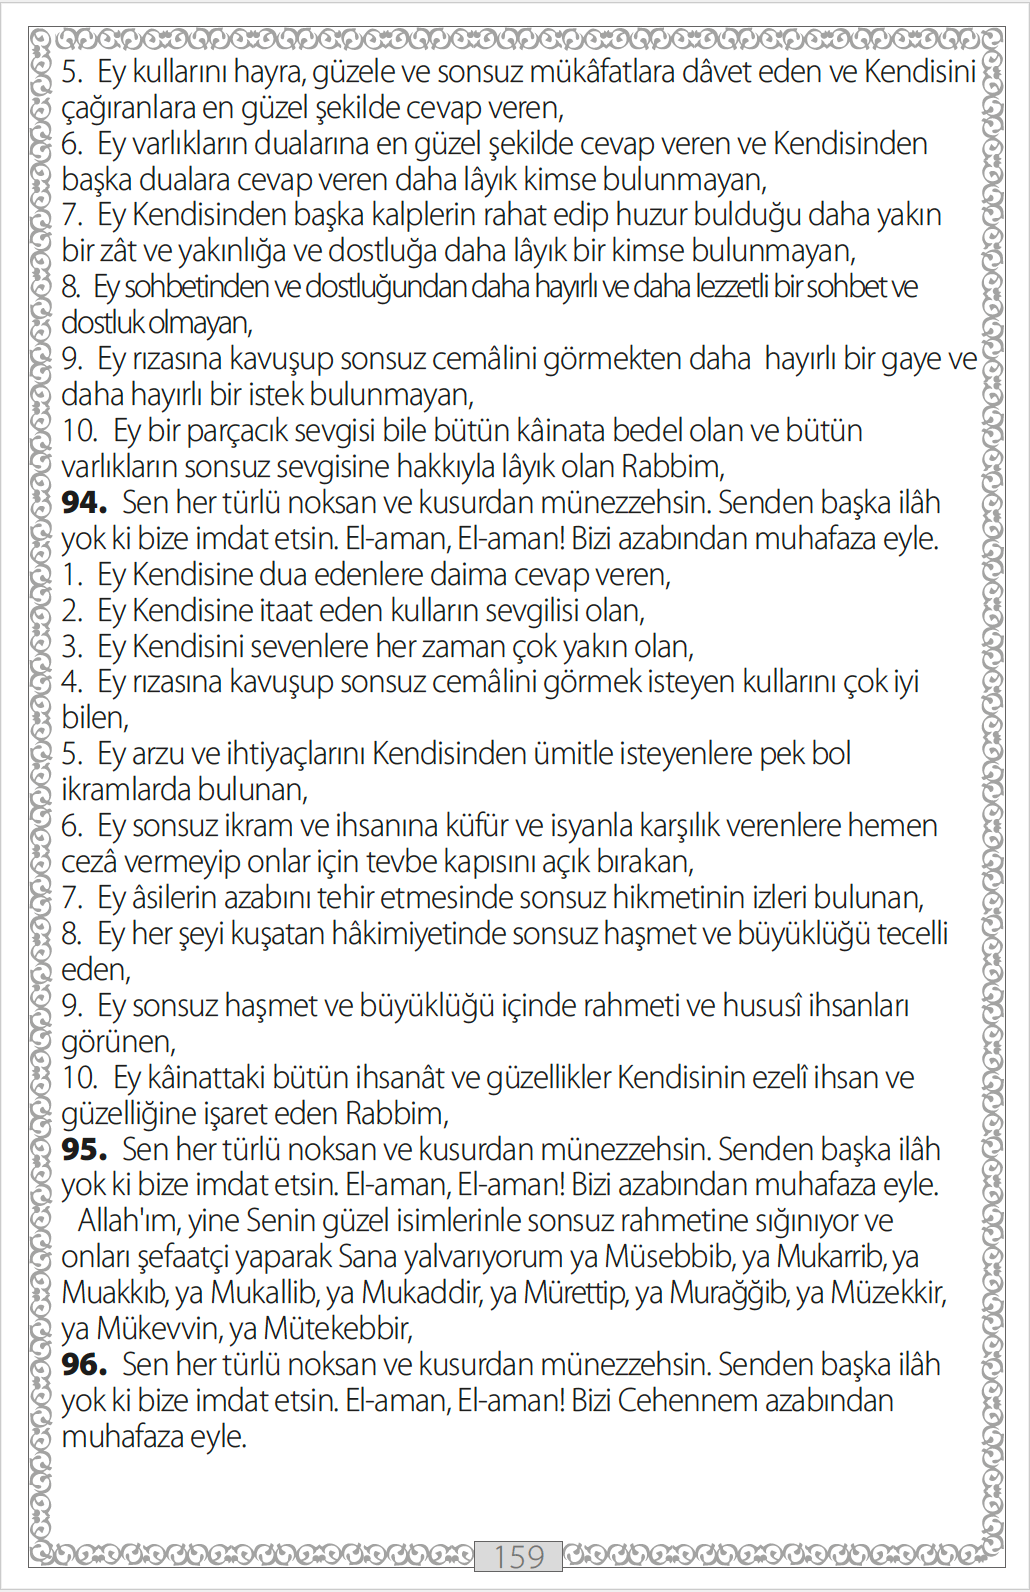 5. Ey kullarını hayra, güzele ve sonsuz mükâfatlara dâvet eden ve Kendisini
çağıranlara en güzel şekilde cevap veren,
6. Ey varlıkların dualarına en güzel şekilde cevap veren ve Kendisinden
başka dualara cevap veren daha lâyık kimse bulunmayan,
7. Ey Kendisinden başka kalplerin rahat edip huzur bulduğu daha yakın
bir zât ve yakınlığa ve dostluğa daha lâyık bir kimse bulunmayan,
8. Ey sohbetinden ve dostluğundan daha hayırlı ve daha lezzetli bir sohbet ve
dostluk olmayan,
9. Ey rızasına kavuşup sonsuz cemâlini görmekten daha hayırlı bir gaye ve
daha hayırlı bir istek bulunmayan,
10. Ey bir parçacık sevgisi bile bütün kâinata bedel olan ve bütün
varlıkların sonsuz sevgisine hakkıyla lâyık olan Rabbim,
94. Sen her türlü noksan ve kusurdan münezzehsin. Senden başka ilâh
yok ki bize imdat etsin. El-aman, El-aman! Bizi azabından muhafaza eyle.
1. Ey Kendisine dua edenlere daima cevap veren,
2. Ey Kendisine itaat eden kulların sevgilisi olan,
3. Ey Kendisini sevenlere her zaman çok yakın olan,
4. Ey rızasına kavuşup sonsuz cemâlini görmek isteyen kullarını çok iyi
bilen,
5. Ey arzu ve ihtiyaçlarını Kendisinden ümitle isteyenlere pek bol
ikramlarda bulunan,
6. Ey sonsuz ikram ve ihsanına küfür ve isyanla karşılık verenlere hemen
cezâ vermeyip onlar için tevbe kapısını açık bırakan,
7. Ey âsilerin azabını tehir etmesinde sonsuz hikmetinin izleri bulunan,
8. Ey her şeyi kuşatan hâkimiyetinde sonsuz haşmet ve büyüklüğü tecelli
eden,
9. Ey sonsuz haşmet ve büyüklüğü içinde rahmeti ve hususî ihsanları
görünen,
10. Ey kâinattaki bütün ihsanât ve güzellikler Kendisinin ezelî ihsan ve
güzelliğine işaret eden Rabbim,
95. Sen her türlü noksan ve kusurdan münezzehsin. Senden başka ilâh
yok ki bize imdat etsin. El-aman, El-aman! Bizi azabından muhafaza eyle.
Allah'ım, yine Senin güzel isimlerinle sonsuz rahmetine sığınıyor ve
onları şefaatçi yaparak Sana yalvarıyorum ya Müsebbib, ya Mukarrib, ya
Muakkıb, ya Mukallib, ya Mukaddir, ya Mürettip, ya Murağğib, ya Müzekkir,
ya Mükevvin, ya Mütekebbir,
96. Sen her türlü noksan ve kusurdan münezzehsin. Senden başka ilâh
yok ki bize imdat etsin. El-aman, El-aman! Bizi Cehennem azabından
muhafaza eyle.
159